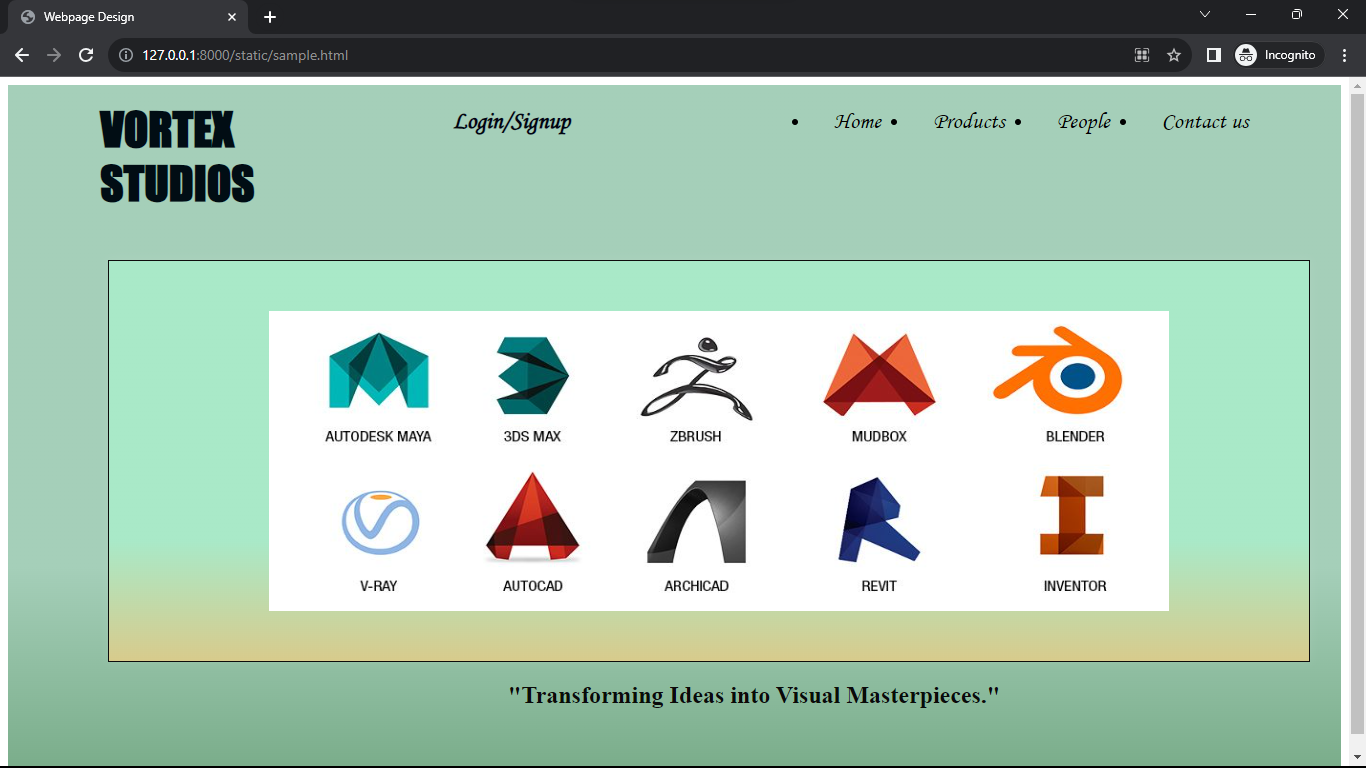 Webpage Design
127.0.0.1:8000/static/sample.html
Incognito
VORTEX
STUDIOS
Login/Signup
• Home • Products • People • Contact us
AUTODESK MAYA 3DS MAX ZBRUSH MUDBOX BLENDER
V-RAY AUTOCAD ARCHICAD REVIT INVENTOR
"Transforming Ideas into Visual Masterpieces."